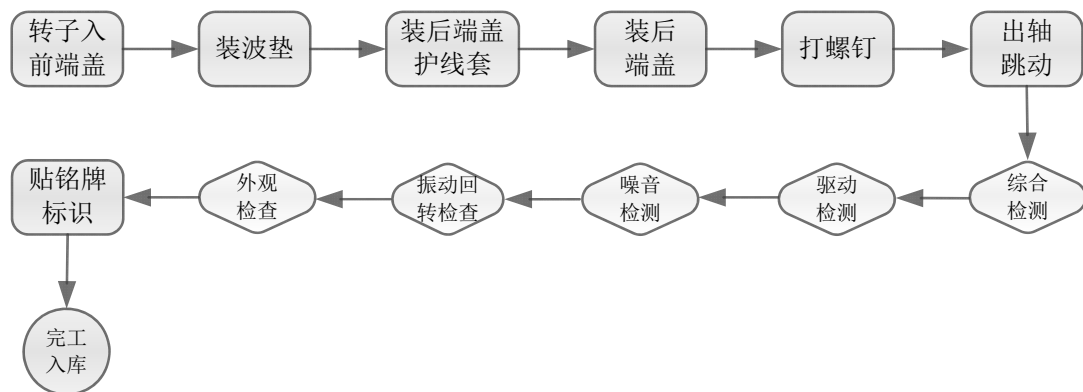 转子入
前端盖
装波垫
装后端盖
护线套
装后
端盖
打螺钉
出轴
跳动
综合
检测
驱动
检测
噪音
检测
振动回
转检查
外观
检查
贴铭牌
标识
完工
入库